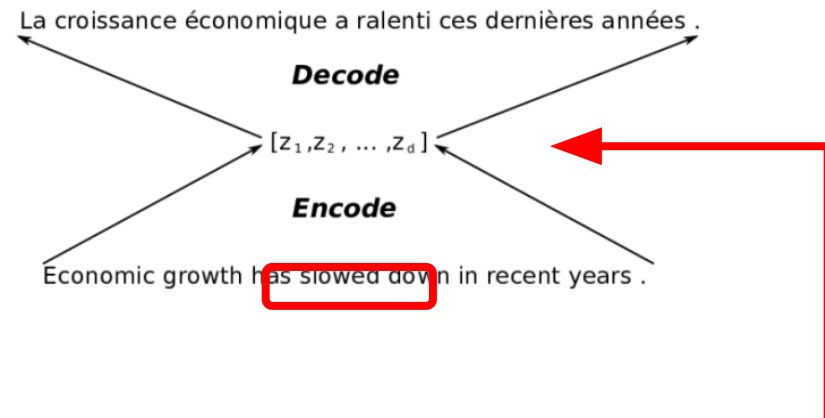 La croissance économique a ralenti ces dernières années .
Decode
[z₁,z₂, ... ,z_d]
Encode
Economic growth has slowed down in recent years .